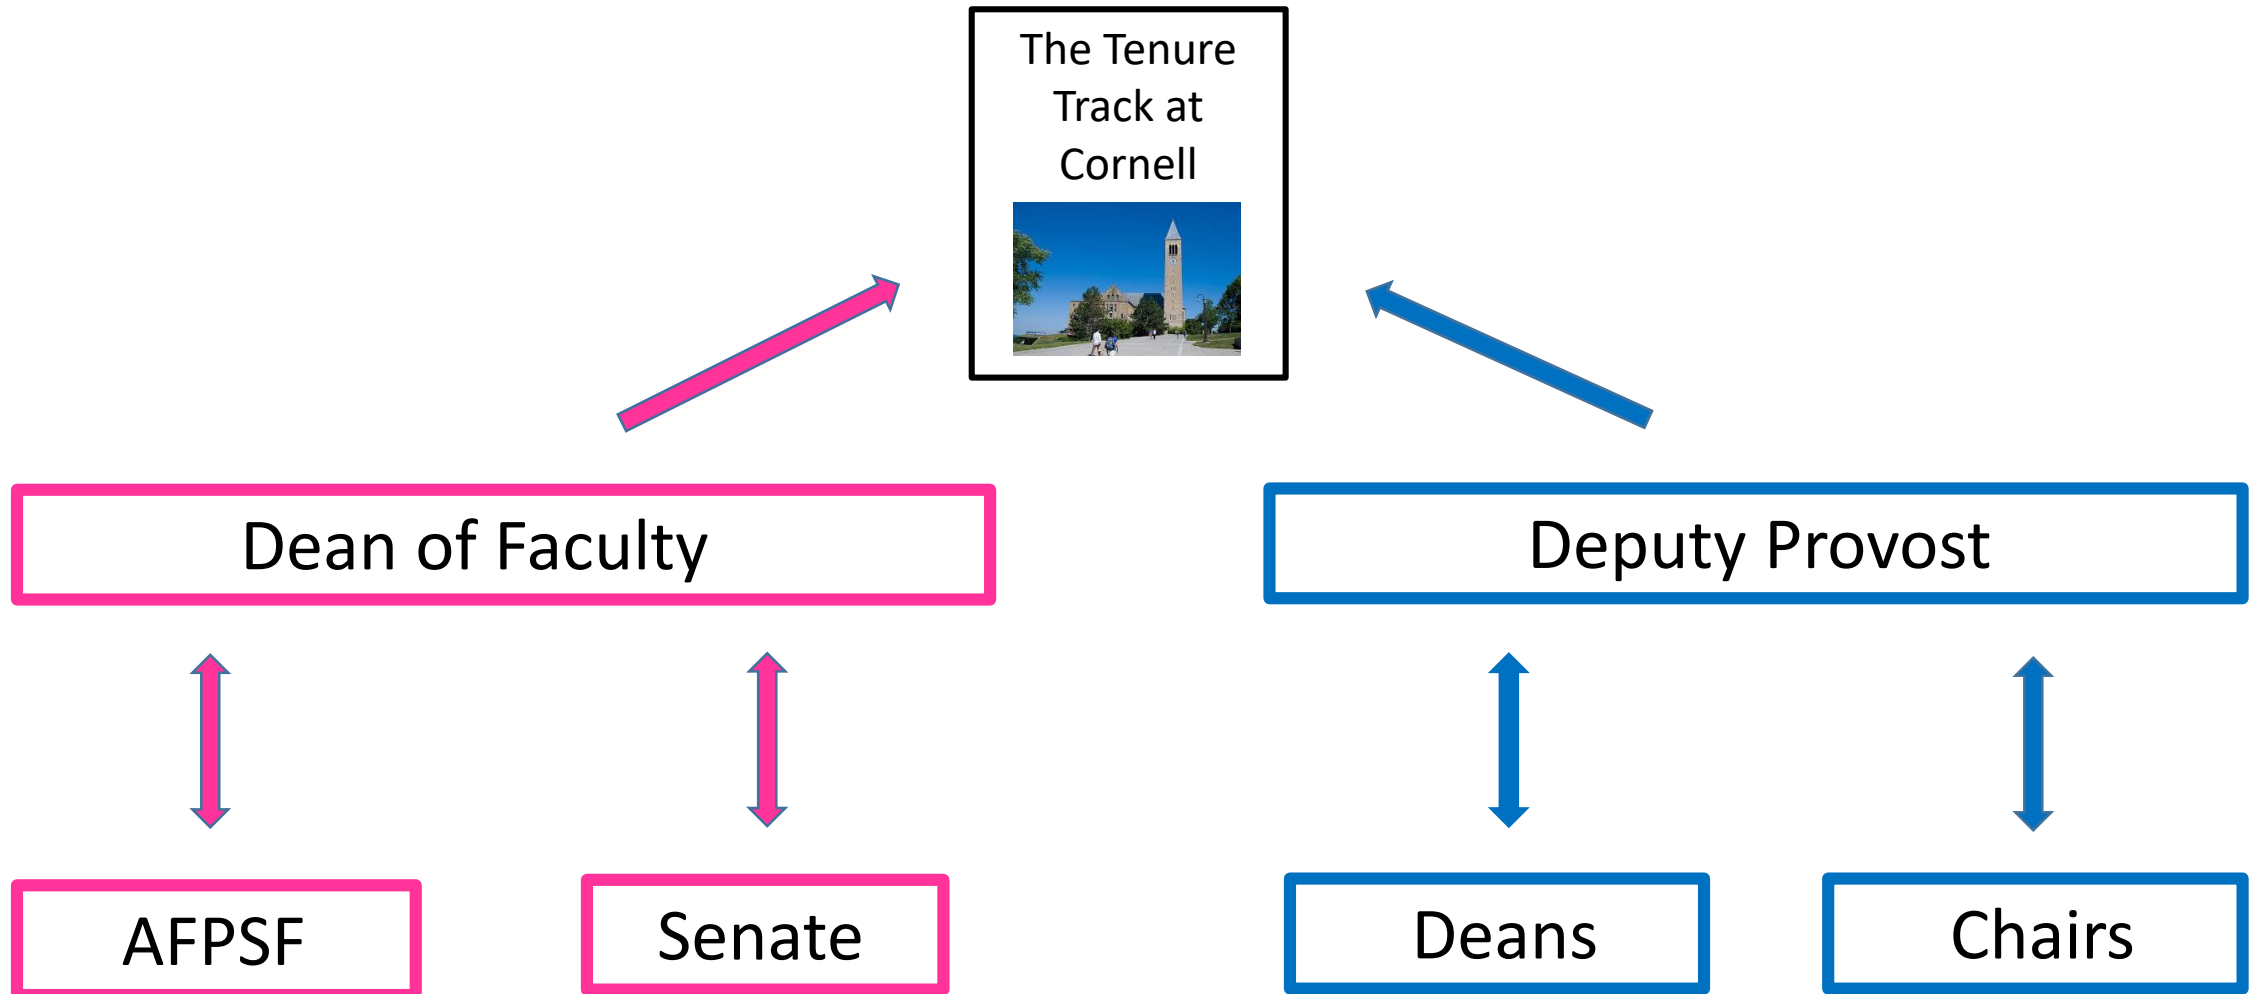 The Tenure
Track at
Cornell
Dean of Faculty
Deputy Provost
AFPSF
Senate
Deans
Chairs